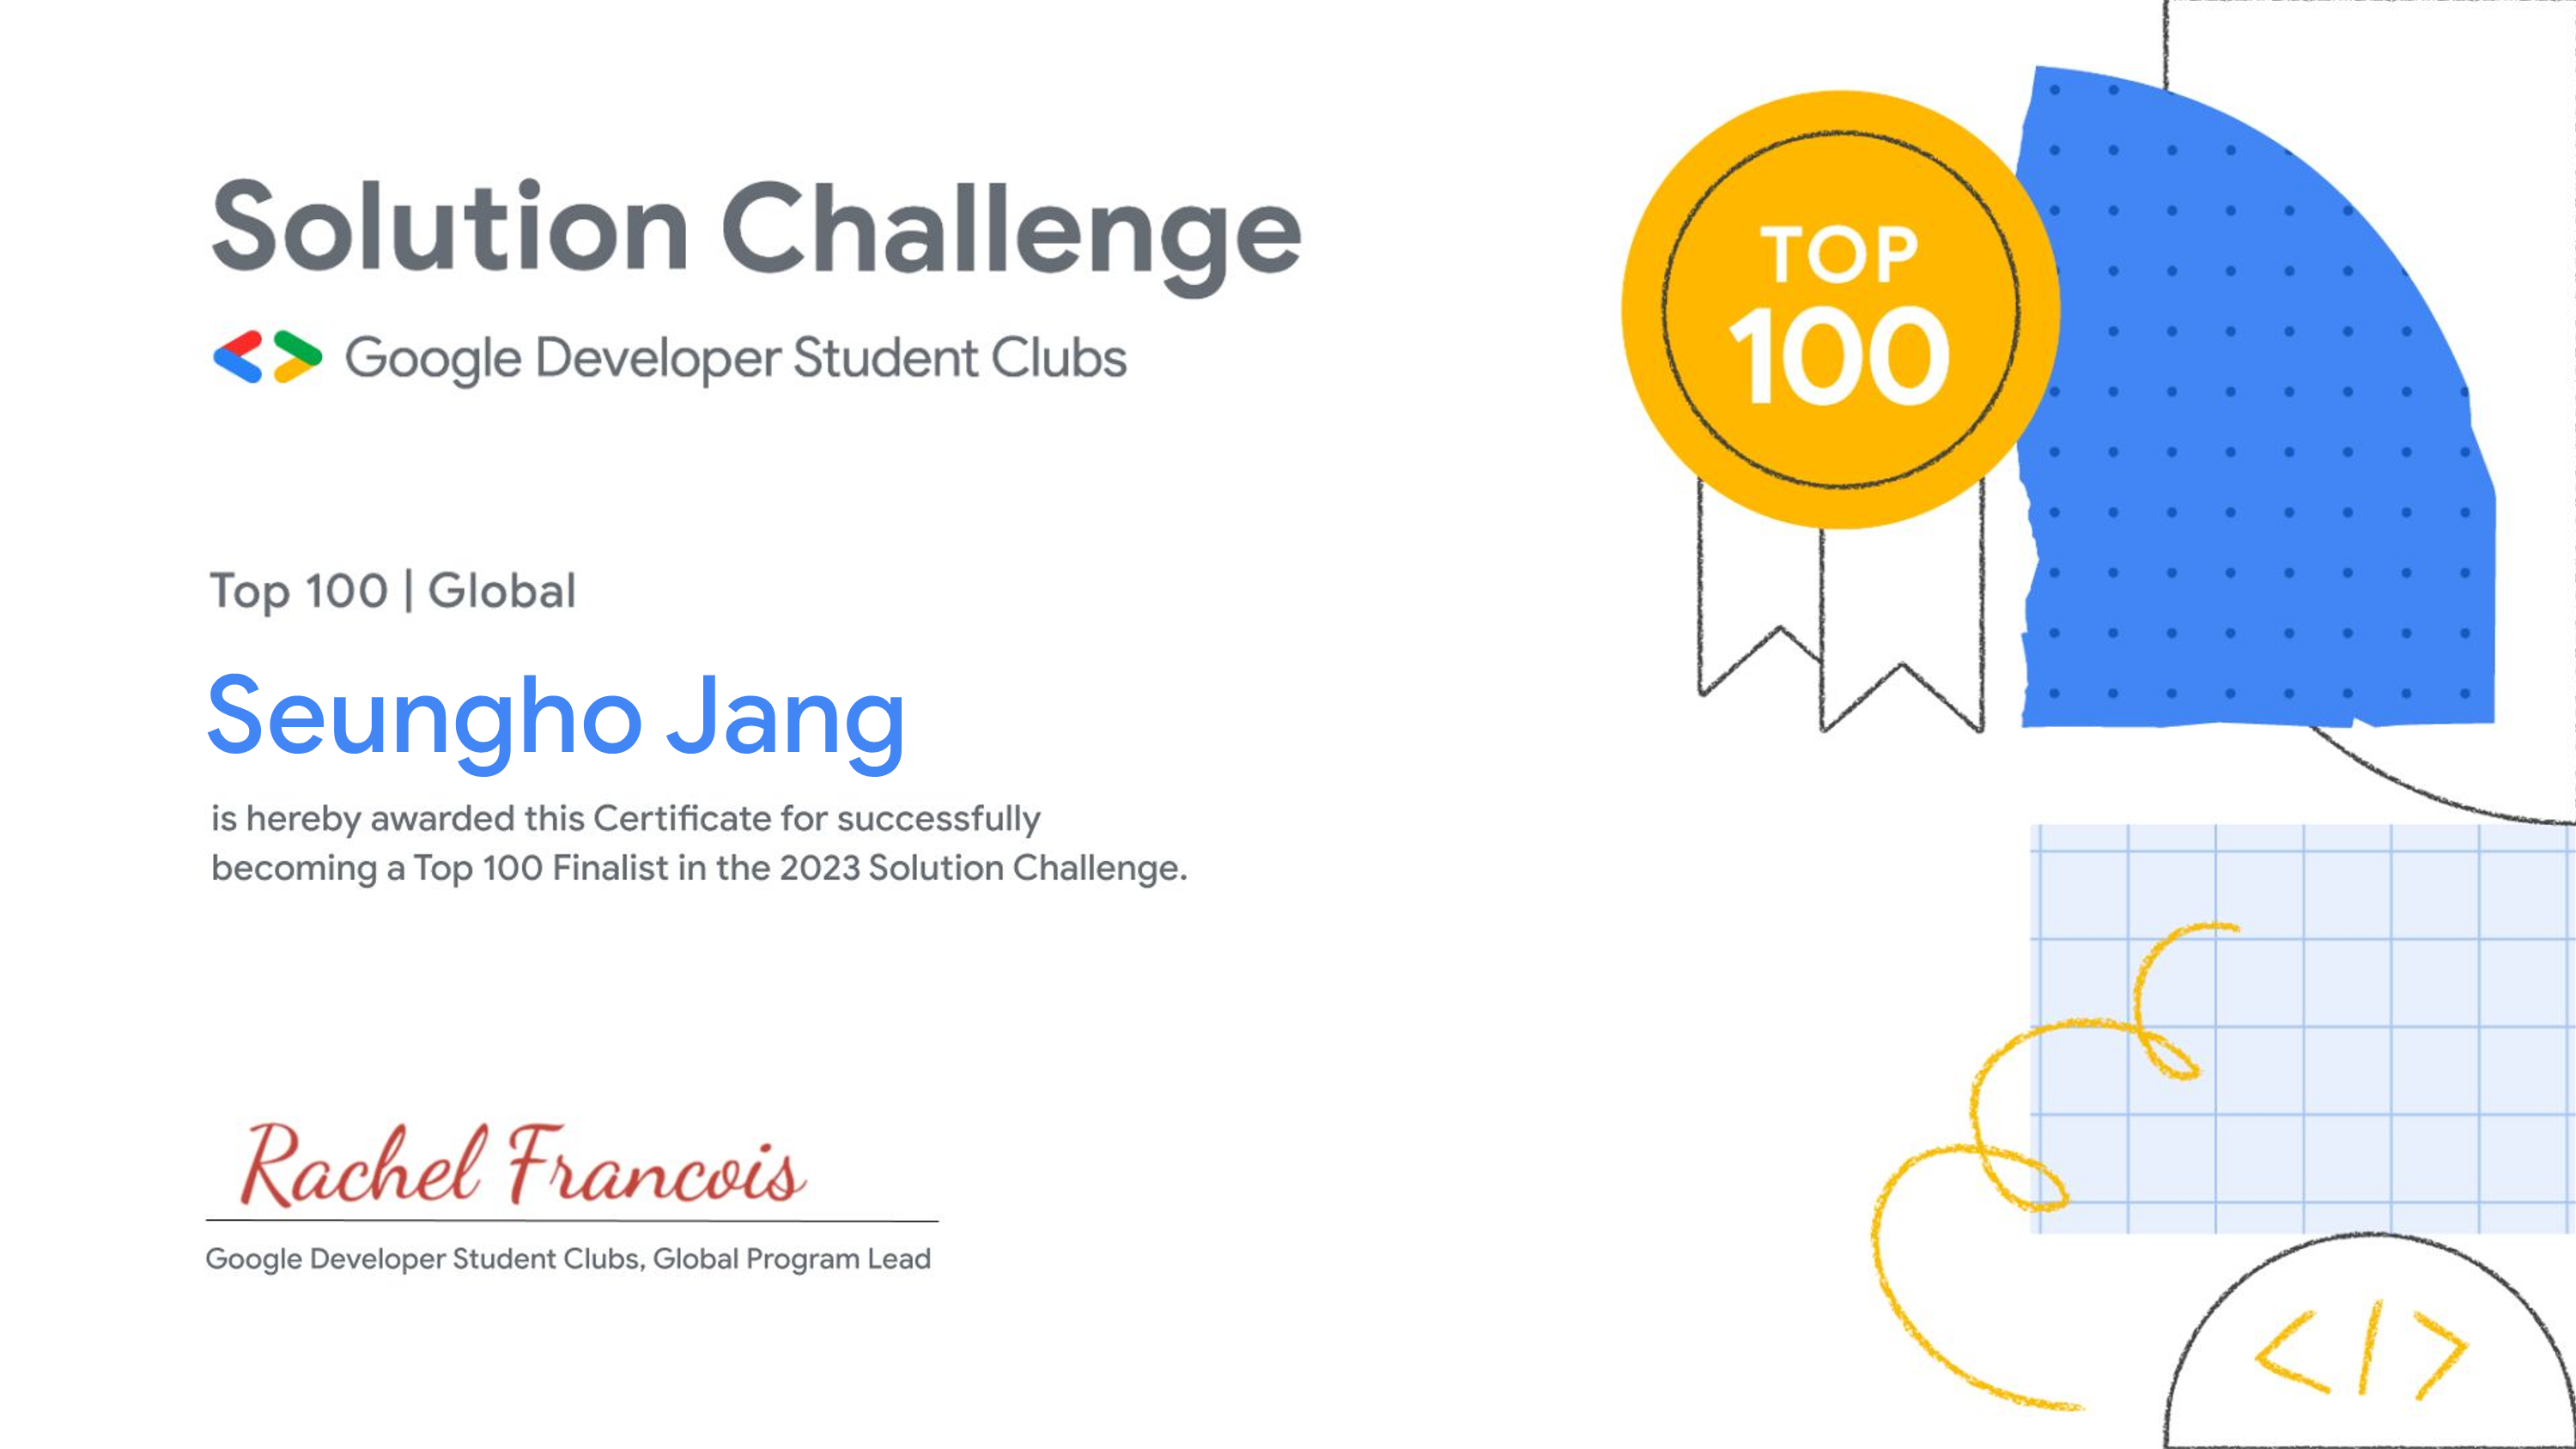 Solution Challenge
Google Developer Student Clubs
TOP
100
Top 100 | Global
Seungho Jang
is hereby awarded this Certificate for successfully
becoming a Top 100 Finalist in the 2023 Solution Challenge.
Rachel Francois
Google Developer Student Clubs, Global Program Lead
</>